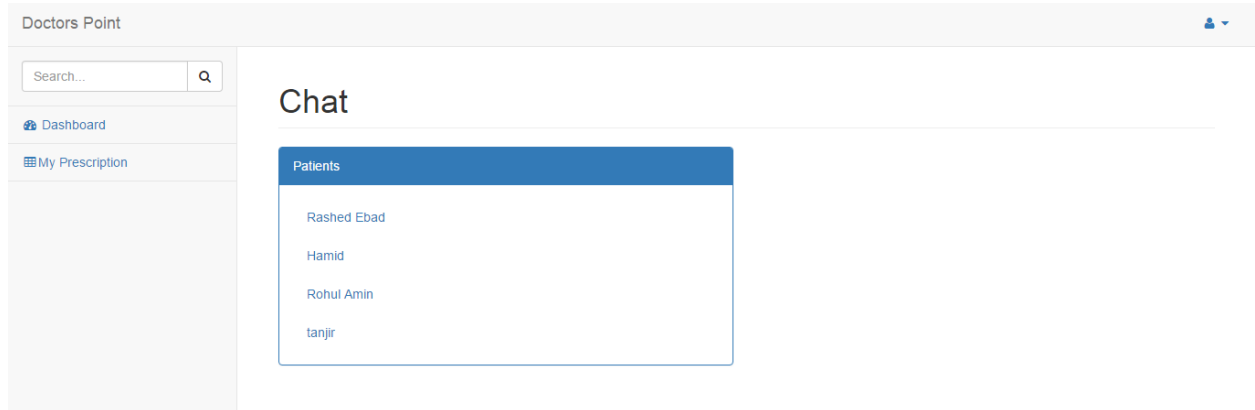 Doctors Point
Search...
Dashboard
My Prescription
Chat
Patients
Rashed Ebad
Hamid
Rohul Amin
tanjir